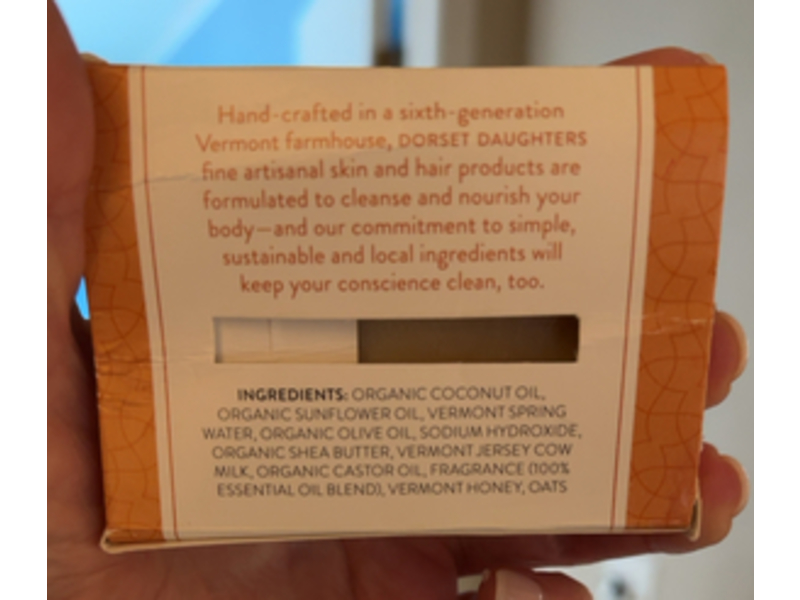 Hand-crafted in a sixth-generation
Vermont farmhouse, DORSET DAUGHTERS
fine artisanal skin and hair products are
formulated to cleanse and nourish your
body—and our commitment to simple,
sustainable and local ingredients will
keep your conscience clean, too.
INGREDIENTS: ORGANIC COCONUT OIL,
ORGANIC SUNFLOWER OIL, VERMONT SPRING
WATER, ORGANIC OLIVE OIL, SODIUM HYDROXIDE,
ORGANIC SHEA BUTTER, VERMONT JERSEY COW
MILK, ORGANIC CASTOR OIL, FRAGRANCE (100%
ESSENTIAL OIL BLEND), VERMONT HONEY, OATS